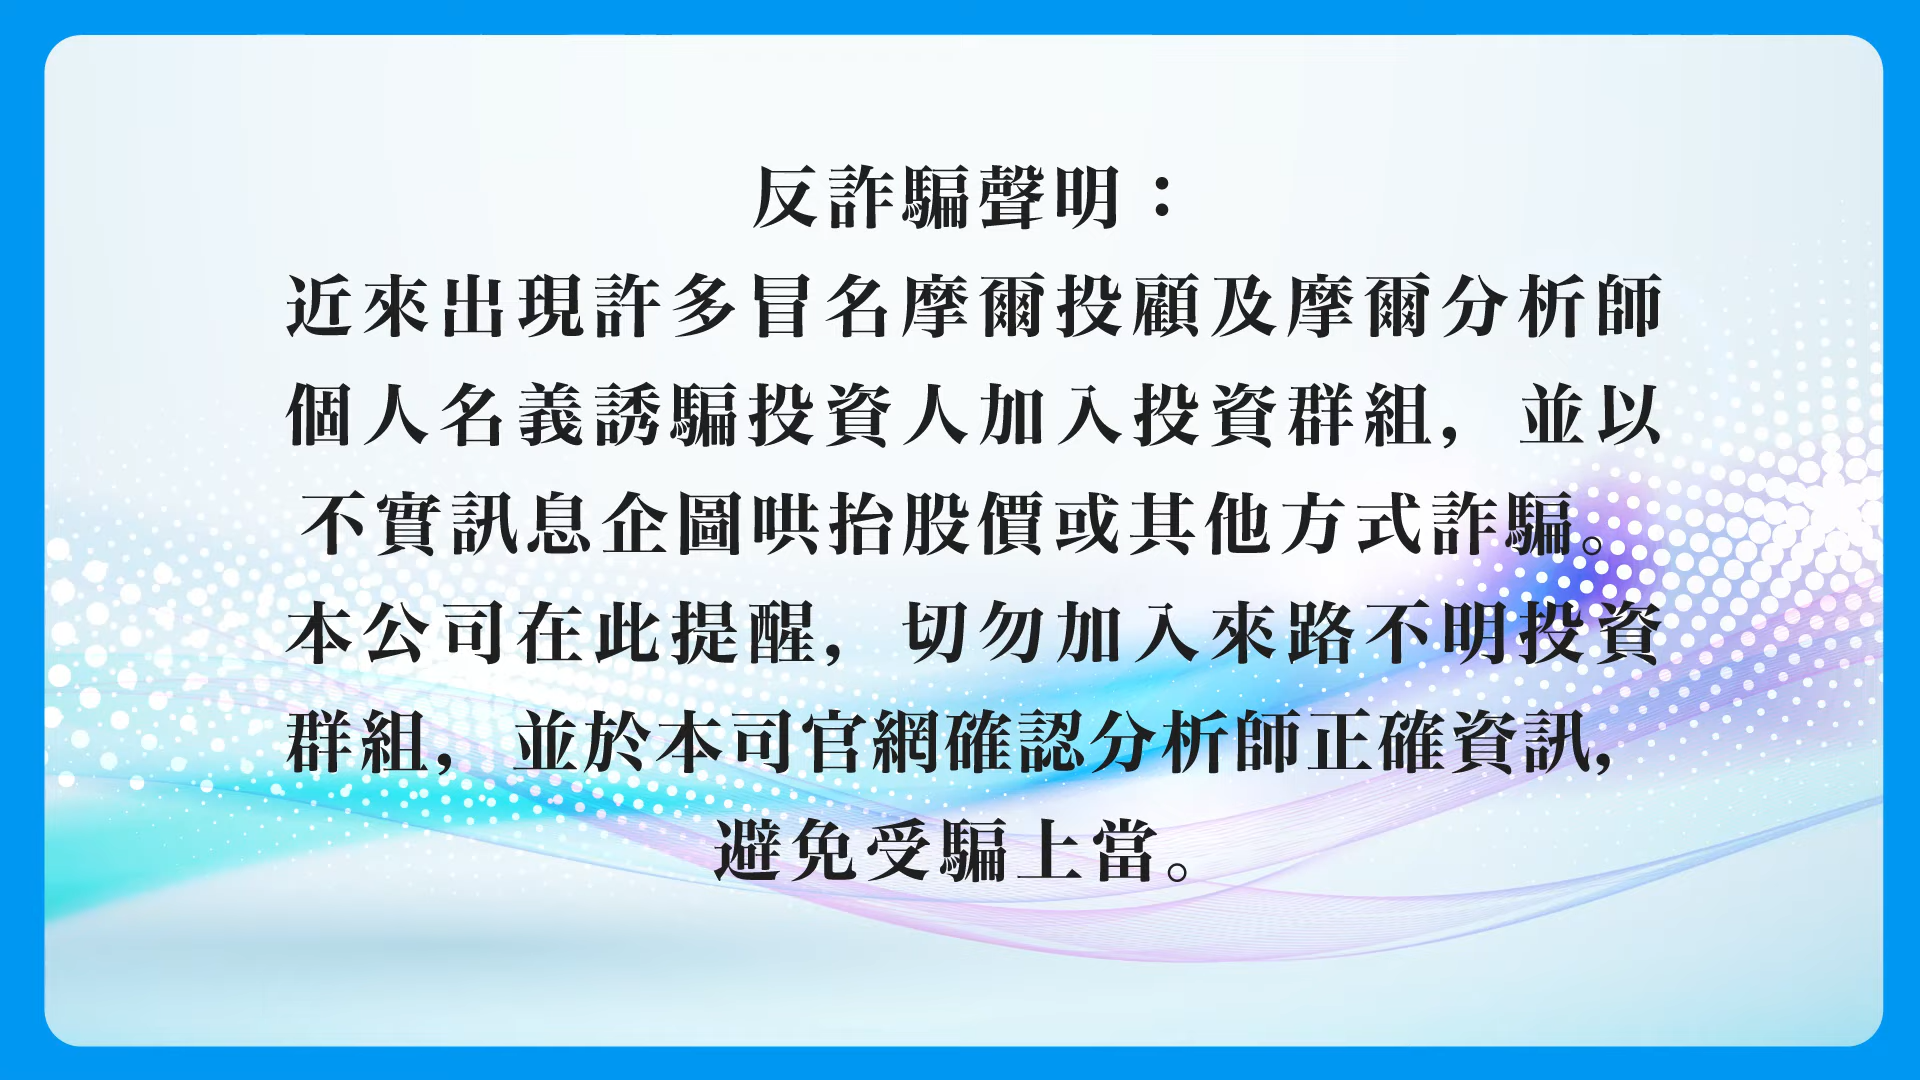 反詐騙聲明：
近來出現許多冒名摩爾投顧及摩爾分析師
個人名義誘騙投資人加入投資群組，並以
不實訊息企圖哄抬股價或其他方式詐騙。
本公司在此提醒，切勿加入來路不明投資
群組，並於本司官網確認分析師正確資訊，
避免受騙上當。